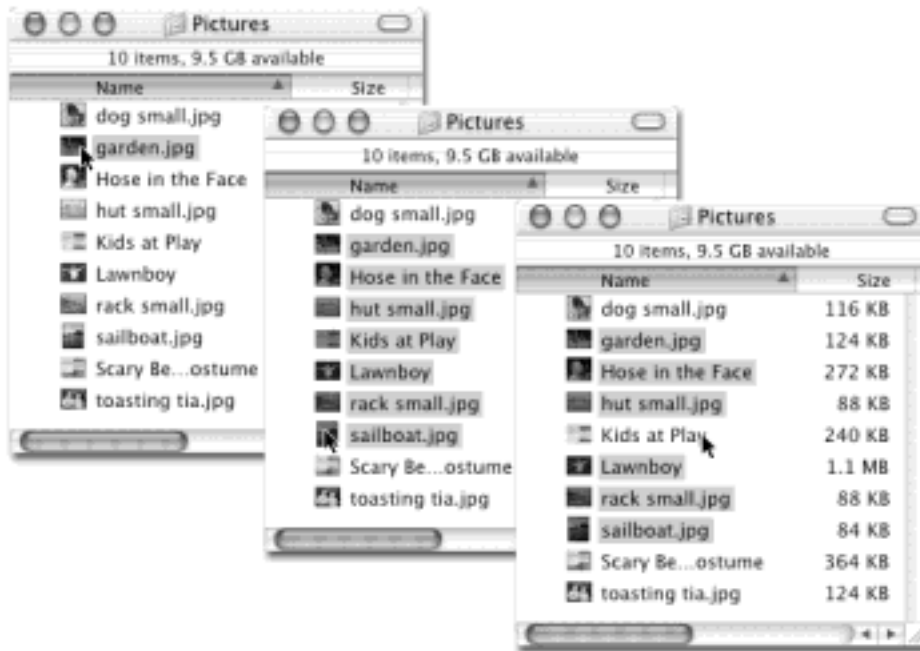 Pictures
10 items, 9.5 GB available
Name Size
dog small.jpg
garden.jpg
Hose in the Face
hut small.jpg
Kids at Play
Lawnboy
rack small.jpg
sailboat.jpg
Scary Be...ostume
toasting tia.jpg
Pictures
10 items, 9.5 GB available
Name Size
dog small.jpg
garden.jpg
Hose in the Face
hut small.jpg
Kids at Play
Lawnboy
rack small.jpg
sailboat.jpg
Scary Be...ostume
toasting tia.jpg
Pictures
10 items, 9.5 GB available
Name Size
dog small.jpg 116 KB
garden.jpg 124 KB
Hose in the Face 272 KB
hut small.jpg 88 KB
Kids at Play 240 KB
Lawnboy 1.1 MB
rack small.jpg 88 KB
sailboat.jpg 84 KB
Scary Be...ostume 364 KB
toasting tia.jpg 124 KB